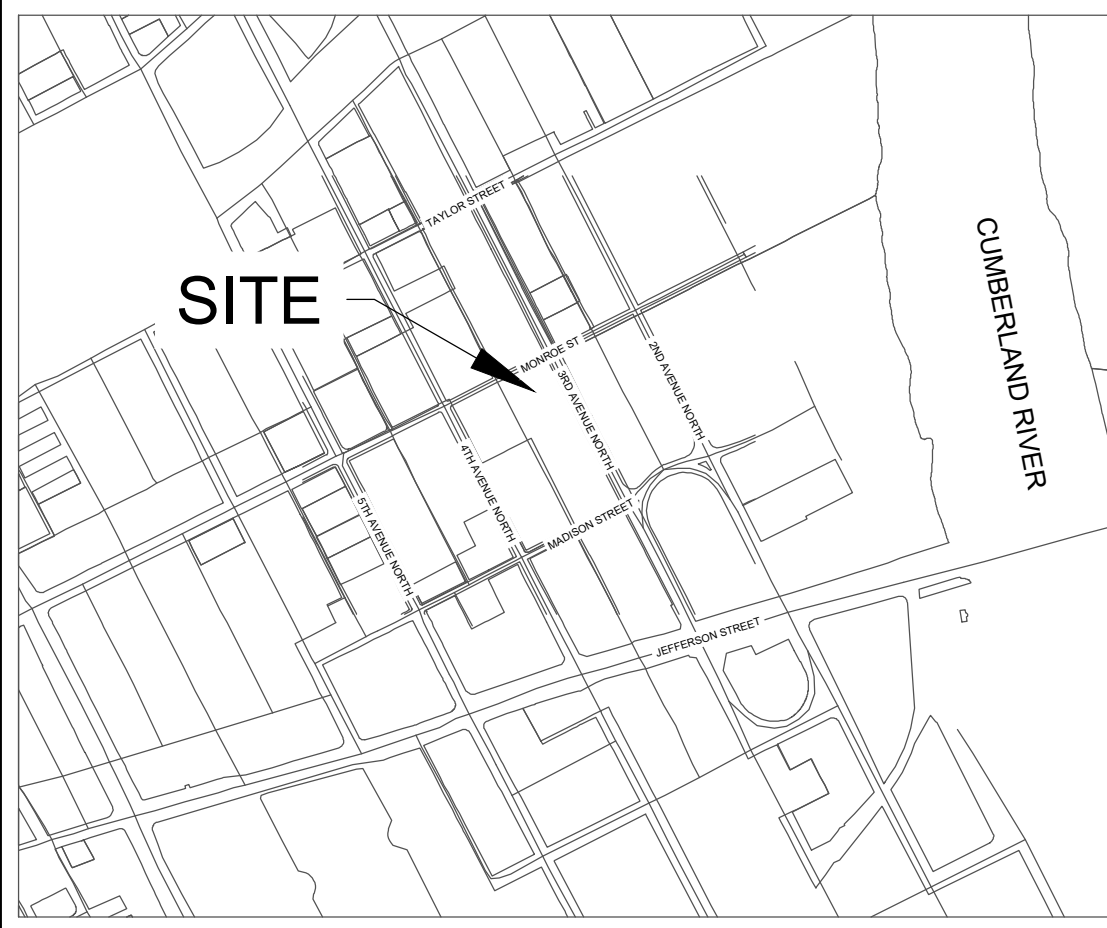 TAYLOR STREET
CUMBERLAND RIVER
SITE
MONROE ST
2ND AVENUE NORTH
3RD AVENUE NORTH
4TH AVENUE NORTH
5TH AVENUE NORTH
MADISON STREET
JEFFERSON STREET